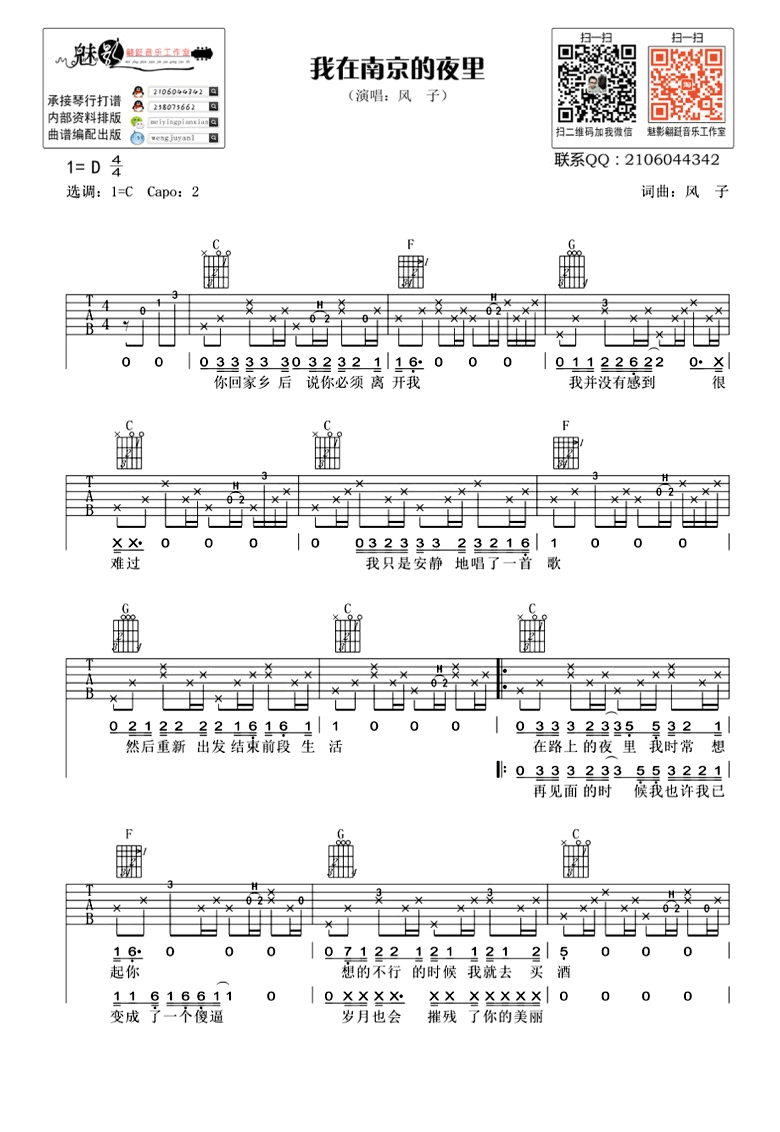 魅影翩跹音乐工作室
承接琴行打谱 2106044342
内部资料排版 258073662
meiyingpianxian
曲谱编配出版 wengjuyanl
我在南京的夜里
（演唱：风 子）
扫一扫 扫一扫
扫二维码加我微信 魅影翩跹音乐工作室
联系QQ：2106044342
1= D 4/4
选调：1=C Capo：2
词曲：风 子
C F G
T A B 4 4
0 0 0 3 3 3 3 3 0 3 2 3 2 1 1 6 0 0 0 0 1 1 2 2 6 2 2 0 X
你回家乡后 说你必须离 开我 我并没有感到 很
C C F
T A B
X X 0 0 0 0 0 3 2 3 3 3 2 3 2 1 6 1 0 0 0
难过 我只是安静 地唱了一首 歌
G C C
T A B
0 2 1 2 2 2 2 1 6 1 6 1 1 0 0 0 0 3 3 3 2 3 3 5 5 5 3 2 1
然后重新 出发结束前段 生 活 在路上的夜 里 我时常 想
0 3 3 3 2 3 3 5 5 3 2 2 1
再见面的时 候我也许我已
F G C
T A B
1 6 0 0 0 0 7 1 2 2 1 2 1 1 2 1 2 5 0 0 0
起你 想的不行 的时候 我就去 买 酒
1 1 6 1 6 6 1 1 0 0 X X X X X X X X X X X 0 0 0 0
变成 了一个傻逼 岁月也会 摧残 了你的美丽